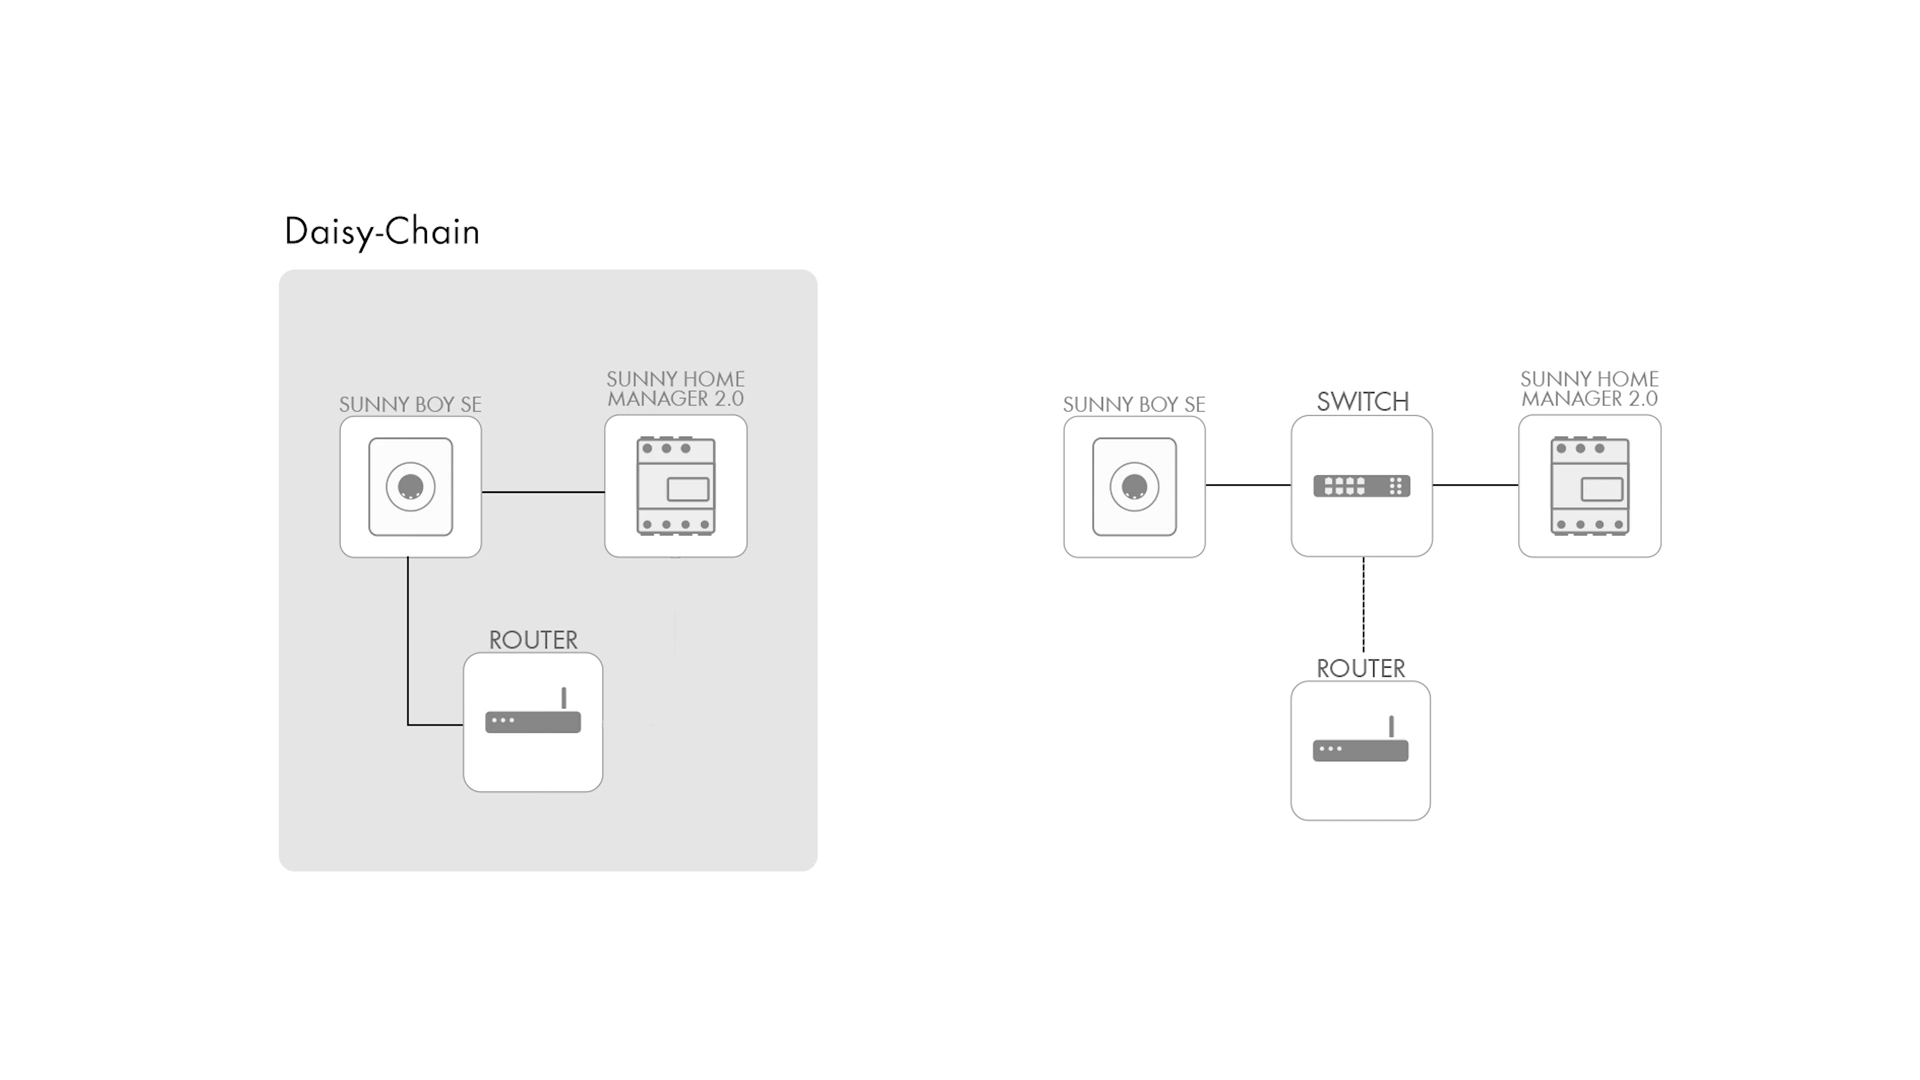 Daisy-Chain
SUNNY BOY SE
SUNNY HOME
MANAGER 2.0
ROUTER
SUNNY BOY SE
SWITCH
SUNNY HOME
MANAGER 2.0
ROUTER